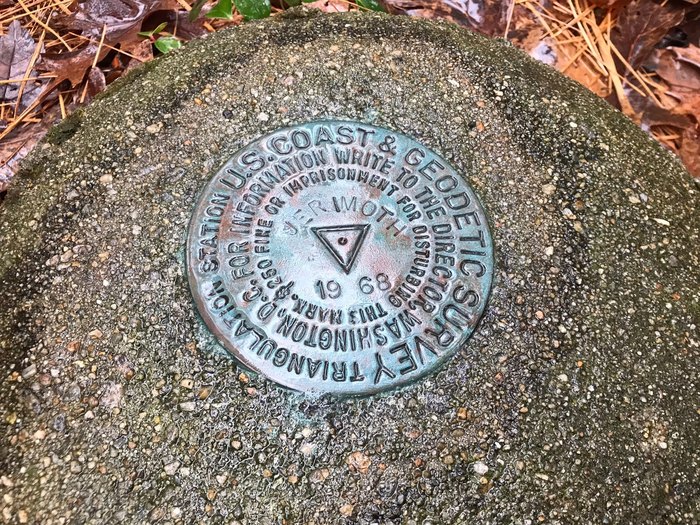 U.S. COAST & GEODETIC SURVEY
TRIANGULATION STATION
FOR INFORMATION WRITE TO THE DIRECTOR, WASHINGTON D.C.
$250 FINE OR IMPRISONMENT FOR DISTURBING THIS MARK.
JERIMOTH
1968